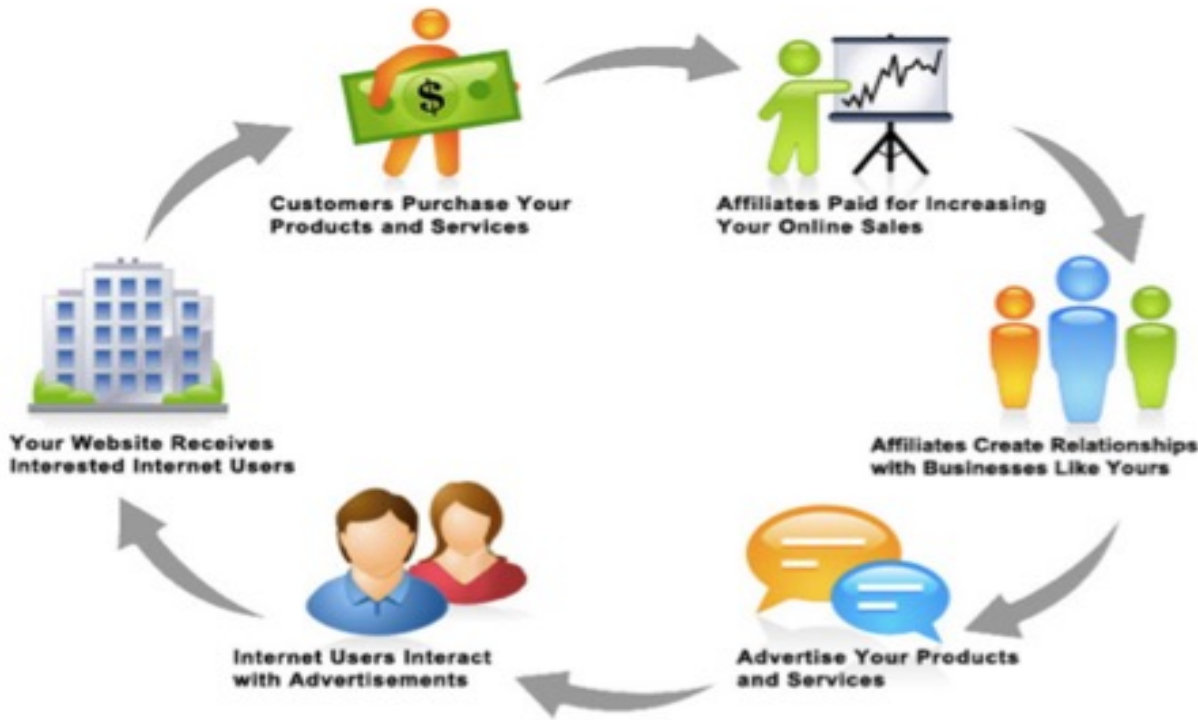 $
Customers Purchase Your
Products and Services
Affiliates Paid for Increasing
Your Online Sales
Affiliates Create Relationships
with Businesses Like Yours
Advertise Your Products
and Services
Internet Users Interact
with Advertisements
Your Website Receives
Interested Internet Users